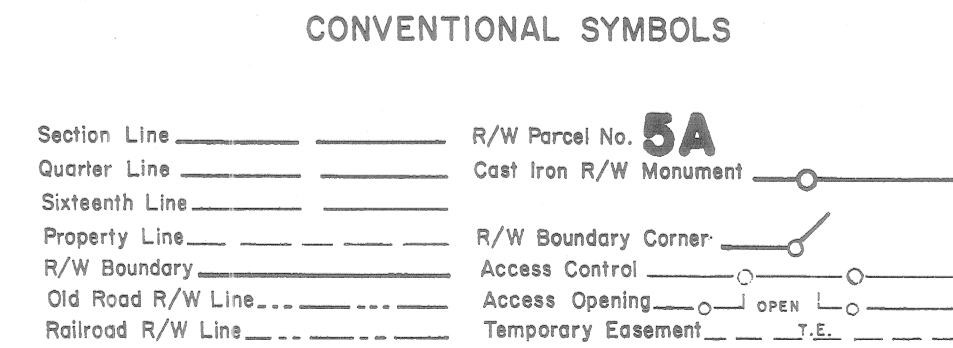 CONVENTIONAL SYMBOLS
Section Line
Quarter Line
Sixteenth Line
Property Line
R/W Boundary
Old Road R/W Line
Railroad R/W Line
R/W Parcel No. 5A
Cast Iron R/W Monument
R/W Boundary Corner
Access Control
Access Opening OPEN
Temporary Easement T.E.